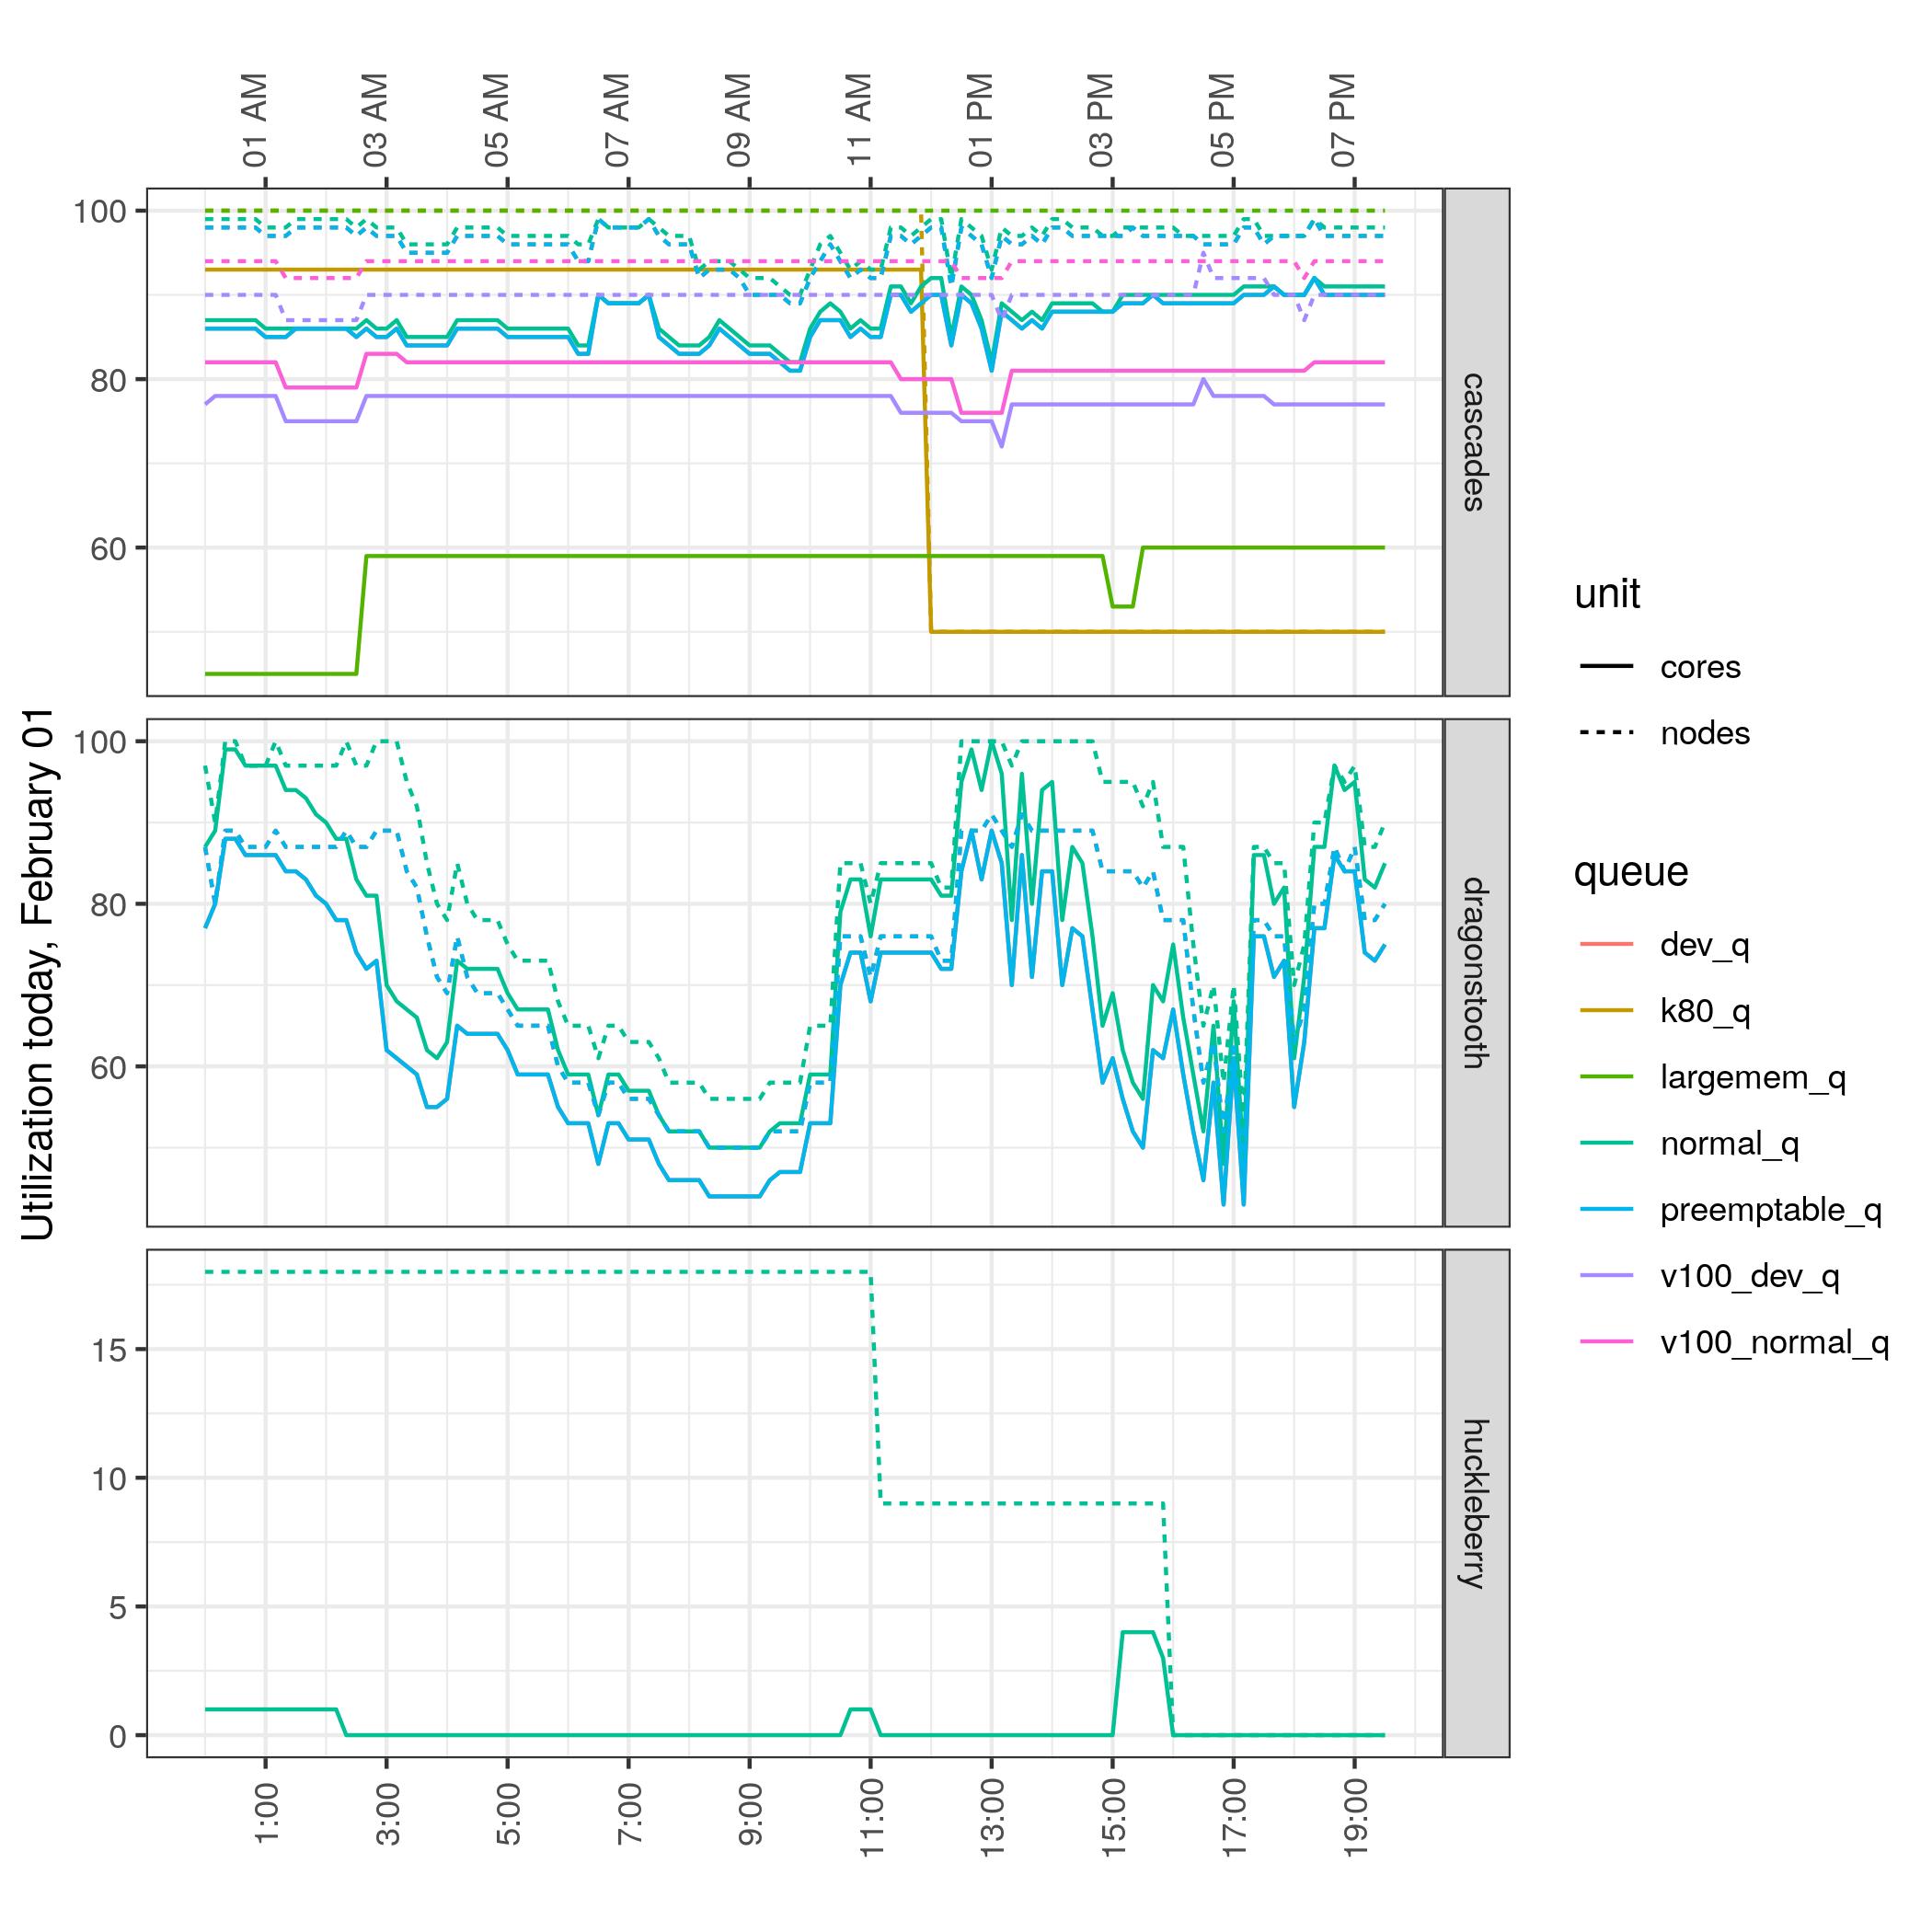 01 AM
03 AM
05 AM
07 AM
09 AM
11 AM
01 PM
03 PM
05 PM
07 PM
Utilization today, February 01
100
80
60
cascades
100
80
60
dragonstooth
15
10
5
0
huckleberry
1:00
3:00
5:00
7:00
9:00
11:00
13:00
15:00
17:00
19:00
unit
cores
nodes
queue
dev_q
k80_q
largemem_q
normal_q
preemptable_q
v100_dev_q
v100_normal_q